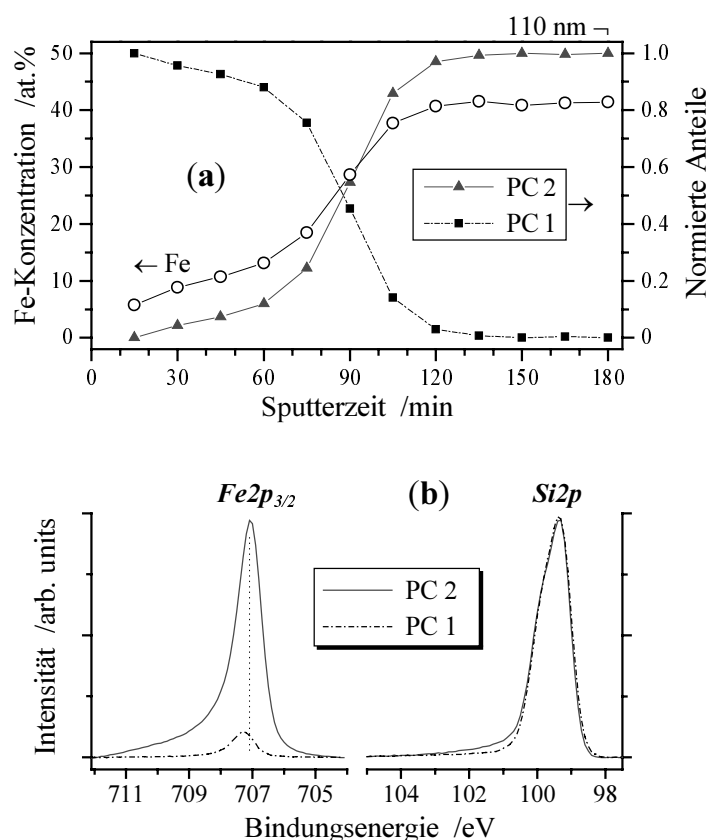 110 nm
50
40
30
20
10
0
Fe-Konzentration /at.%
1.0
0.8
0.6
0.4
0.2
0
Normierte Anteile
(a)
PC 2
PC 1
→
← Fe
0 30 60 90 120 150 180
Sputterzeit /min
Fe2p3/2 (b) Si2p
Intensität /arb. units
PC 2
PC 1
711 709 707 705 104 102 100 98
Bindungsenergie /eV